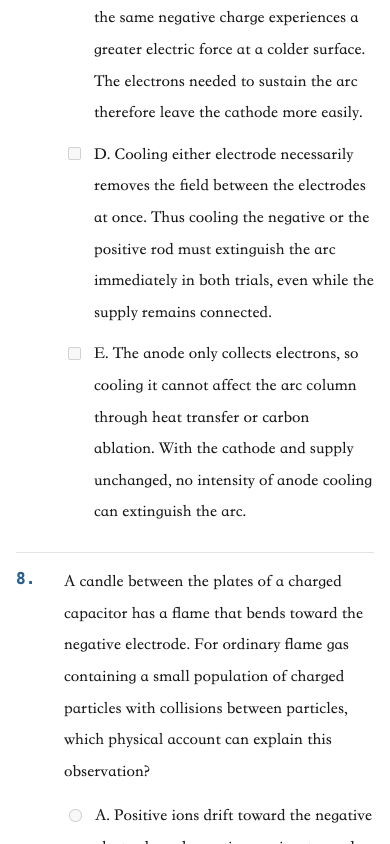 the same negative charge experiences a
greater electric force at a colder surface.
The electrons needed to sustain the arc
therefore leave the cathode more easily.
D. Cooling either electrode necessarily
removes the field between the electrodes
at once. Thus cooling the negative or the
positive rod must extinguish the arc
immediately in both trials, even while the
supply remains connected.
E. The anode only collects electrons, so
cooling it cannot affect the arc column
through heat transfer or carbon
ablation. With the cathode and supply
unchanged, no intensity of anode cooling
can extinguish the arc.
8. A candle between the plates of a charged
capacitor has a flame that bends toward the
negative electrode. For ordinary flame gas
containing a small population of charged
particles with collisions between particles,
which physical account can explain this
observation?
A. Positive ions drift toward the negative